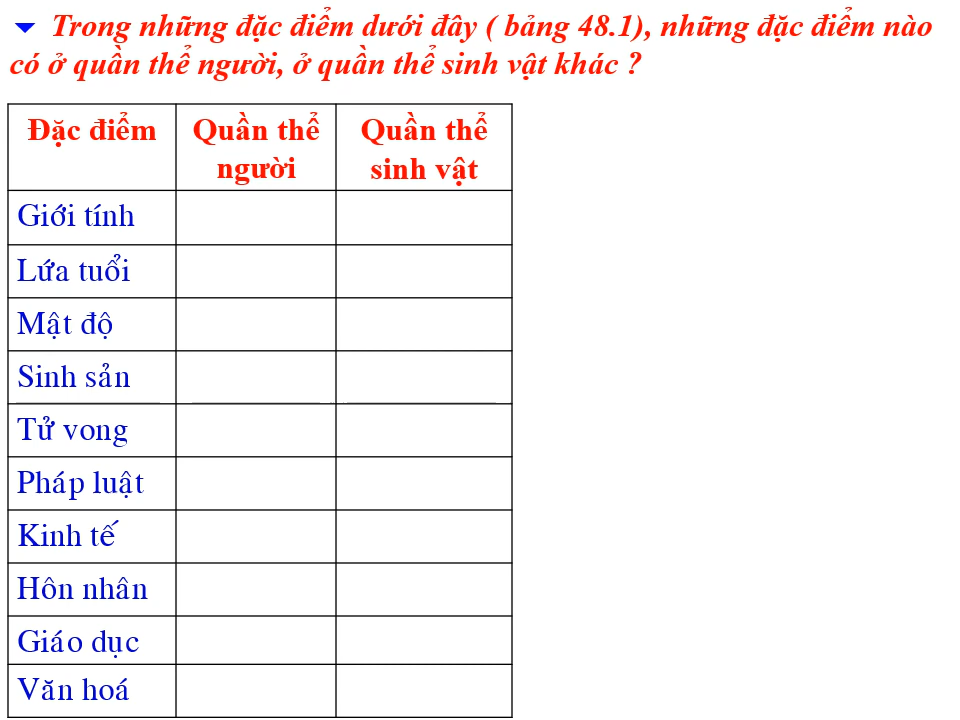 Trong những đặc điểm dưới đây ( bảng 48.1), những đặc điểm nào
có ở quần thể người, ở quần thể sinh vật khác ?
Đặc điểm Quần thể người Quần thể sinh vật
Giới tính
Lứa tuổi
Mật độ
Sinh sản
Tử vong
Pháp luật
Kinh tế
Hôn nhân
Giáo dục
Văn hoá